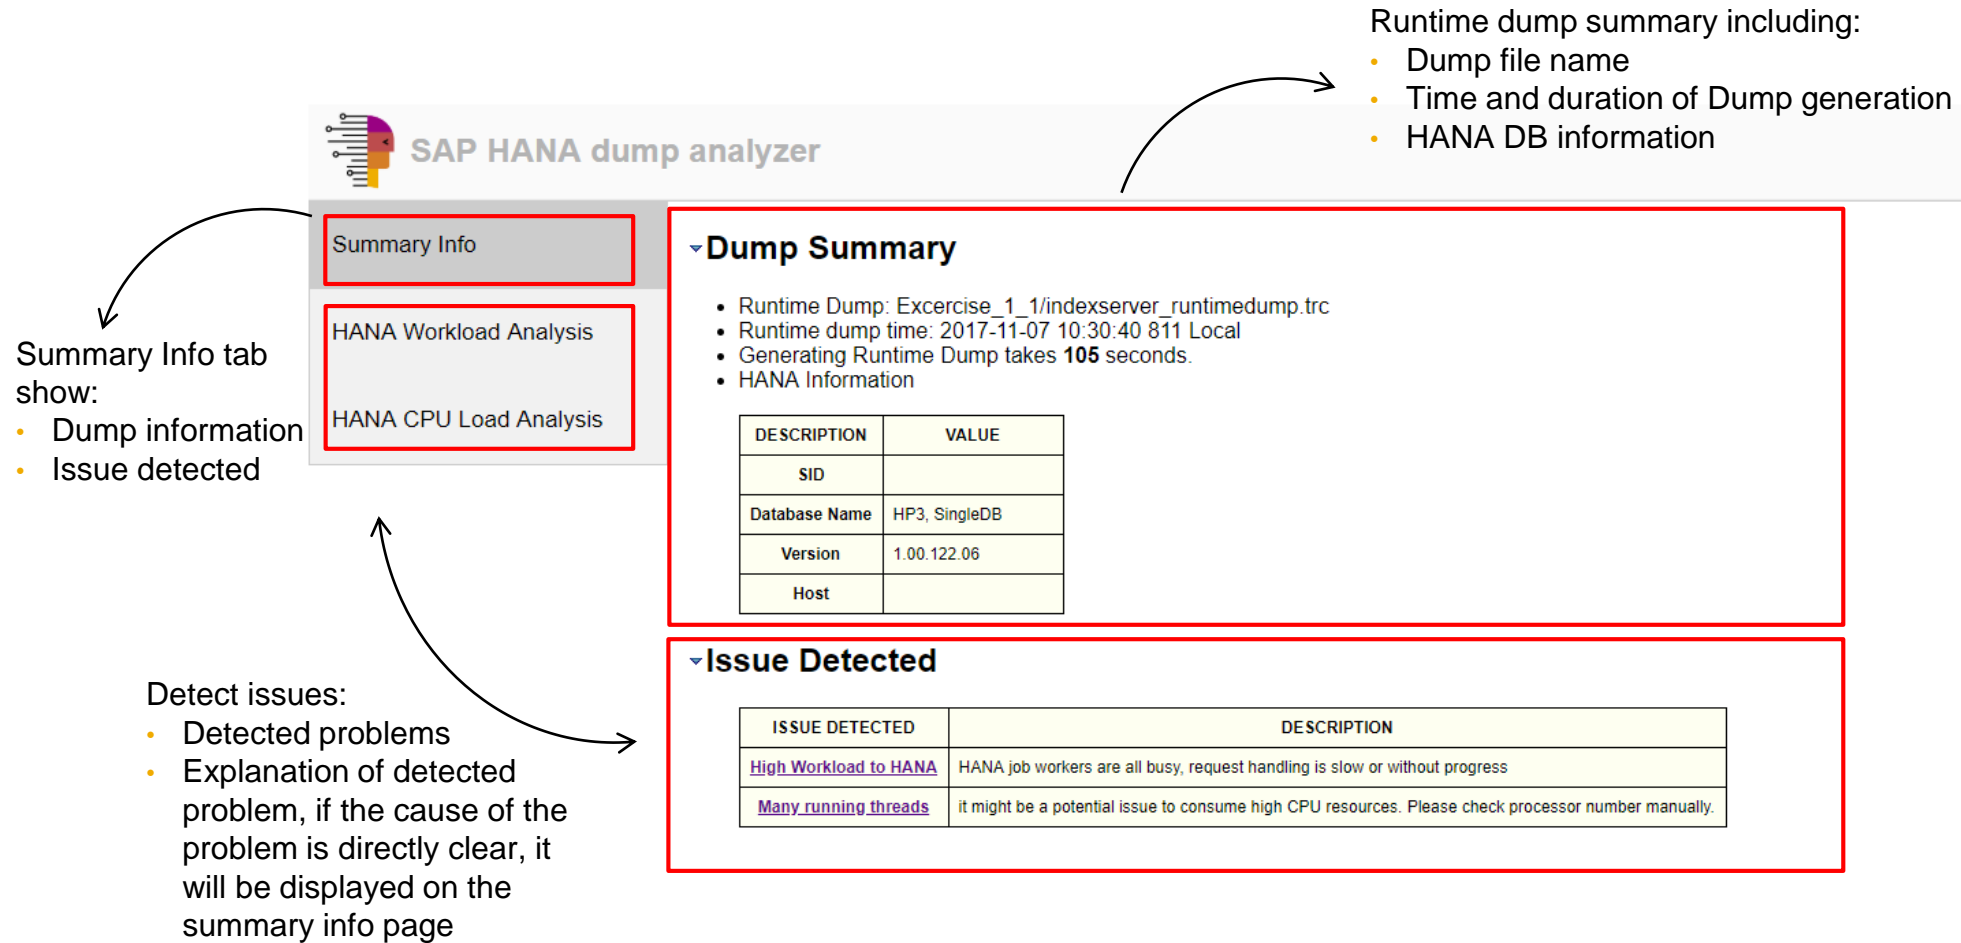 Runtime dump summary including:
• Dump file name
• Time and duration of Dump generation
• HANA DB information
SAP HANA dump analyzer
Summary Info
HANA Workload Analysis
HANA CPU Load Analysis
Summary Info tab
show:
• Dump information
• Issue detected
Dump Summary
• Runtime Dump: Excercise_1_1/indexserver_runtimedump.trc
• Runtime dump time: 2017-11-07 10:30:40 811 Local
• Generating Runtime Dump takes 105 seconds.
• HANA Information
DESCRIPTION VALUE
SID
Database Name HP3, SingleDB
Version 1.00.122.06
Host
Issue Detected
ISSUE DETECTED DESCRIPTION
High Workload to HANA HANA job workers are all busy, request handling is slow or without progress
Many running threads it might be a potential issue to consume high CPU resources. Please check processor number manually.
Detect issues:
• Detected problems
• Explanation of detected
problem, if the cause of the
problem is directly clear, it
will be displayed on the
summary info page